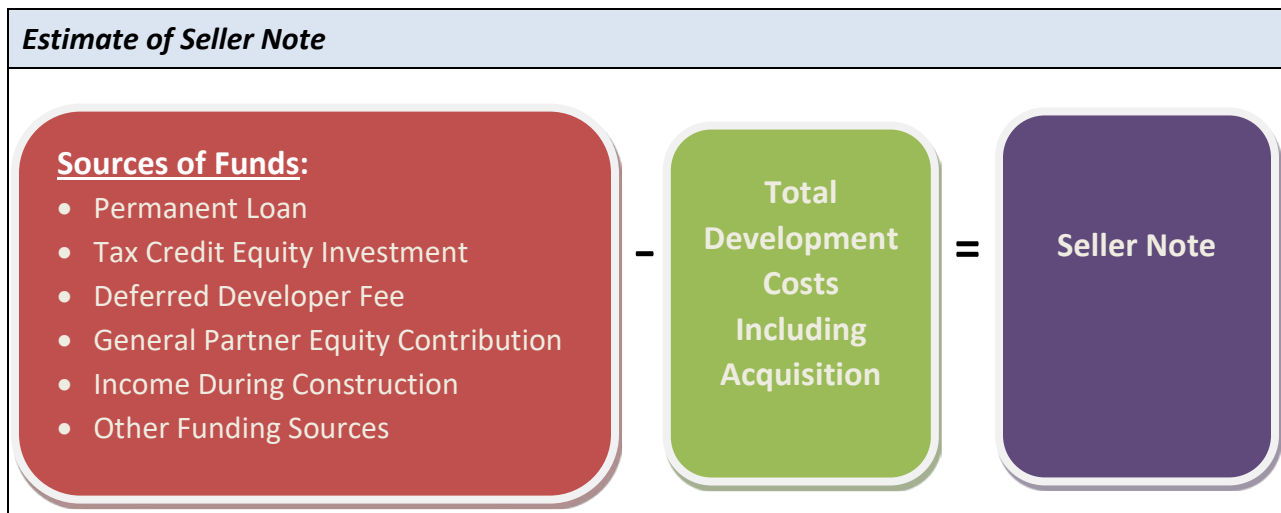 Estimate of Seller Note
Sources of Funds:
• Permanent Loan
• Tax Credit Equity Investment
• Deferred Developer Fee
• General Partner Equity Contribution
• Income During Construction
• Other Funding Sources
-
Total
Development
Costs
Including
Acquisition
=
Seller Note